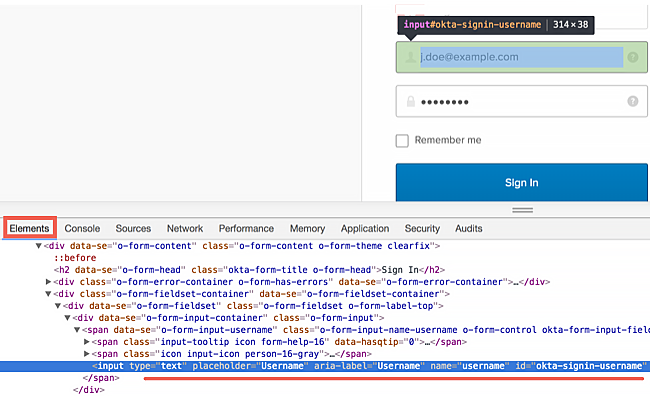 input#okta-signin-username | 314×38
j.doe@example.com
?
••••••••
?
Remember me
Sign In
Elements Console Sources Network Performance Memory Application Security Audits
▼<div data-se="o-form-content" class="o-form-content o-form-theme clearfix">
::before
<h2 data-se="o-form-head" class="okta-form-title o-form-head">Sign In</h2>
▶<div class="o-form-error-container o-form-has-errors" data-se="o-form-error-container">…</div>
▼<div class="o-form-fieldset-container" data-se="o-form-fieldset-container">
▼<div data-se="o-form-fieldset" class="o-form-fieldset o-form-label-top">
▼<div data-se="o-form-input-container" class="o-form-input">
▼<span data-se="o-form-input-username" class="o-form-input-name-username o-form-control okta-form-input-fiel
▶<span class="input-tooltip icon form-help-16" data-hasqtip="0">…</span>
▶<span class="icon input-icon person-16-gray">…</span>
<input type="text" placeholder="Username" aria-label="Username" name="username" id="okta-signin-username"
</span>
</div>